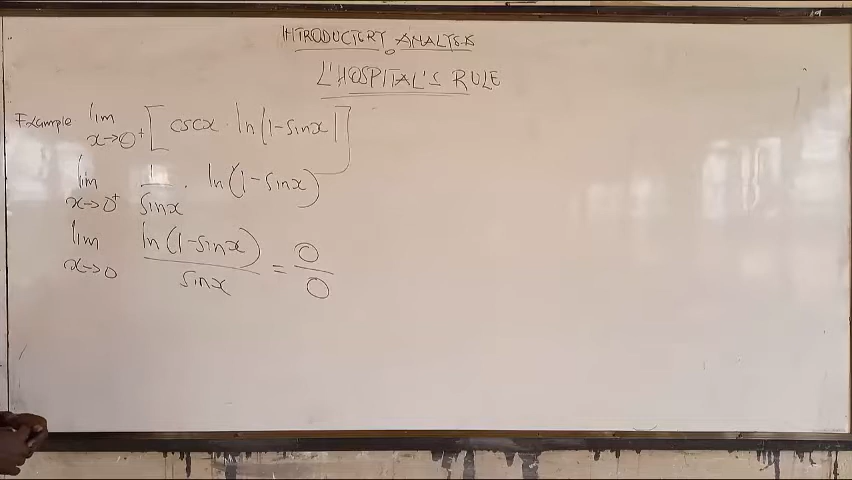 INTRODUCTORY ANALYSIS
L'HOSPITAL'S RULE
Example lim x→0⁺ [cscx · ln(1-sinx)]
lim x→0⁺ 1/sinx · ln(1-sinx)
lim x→0 ln(1-sinx)/sinx = 0/0